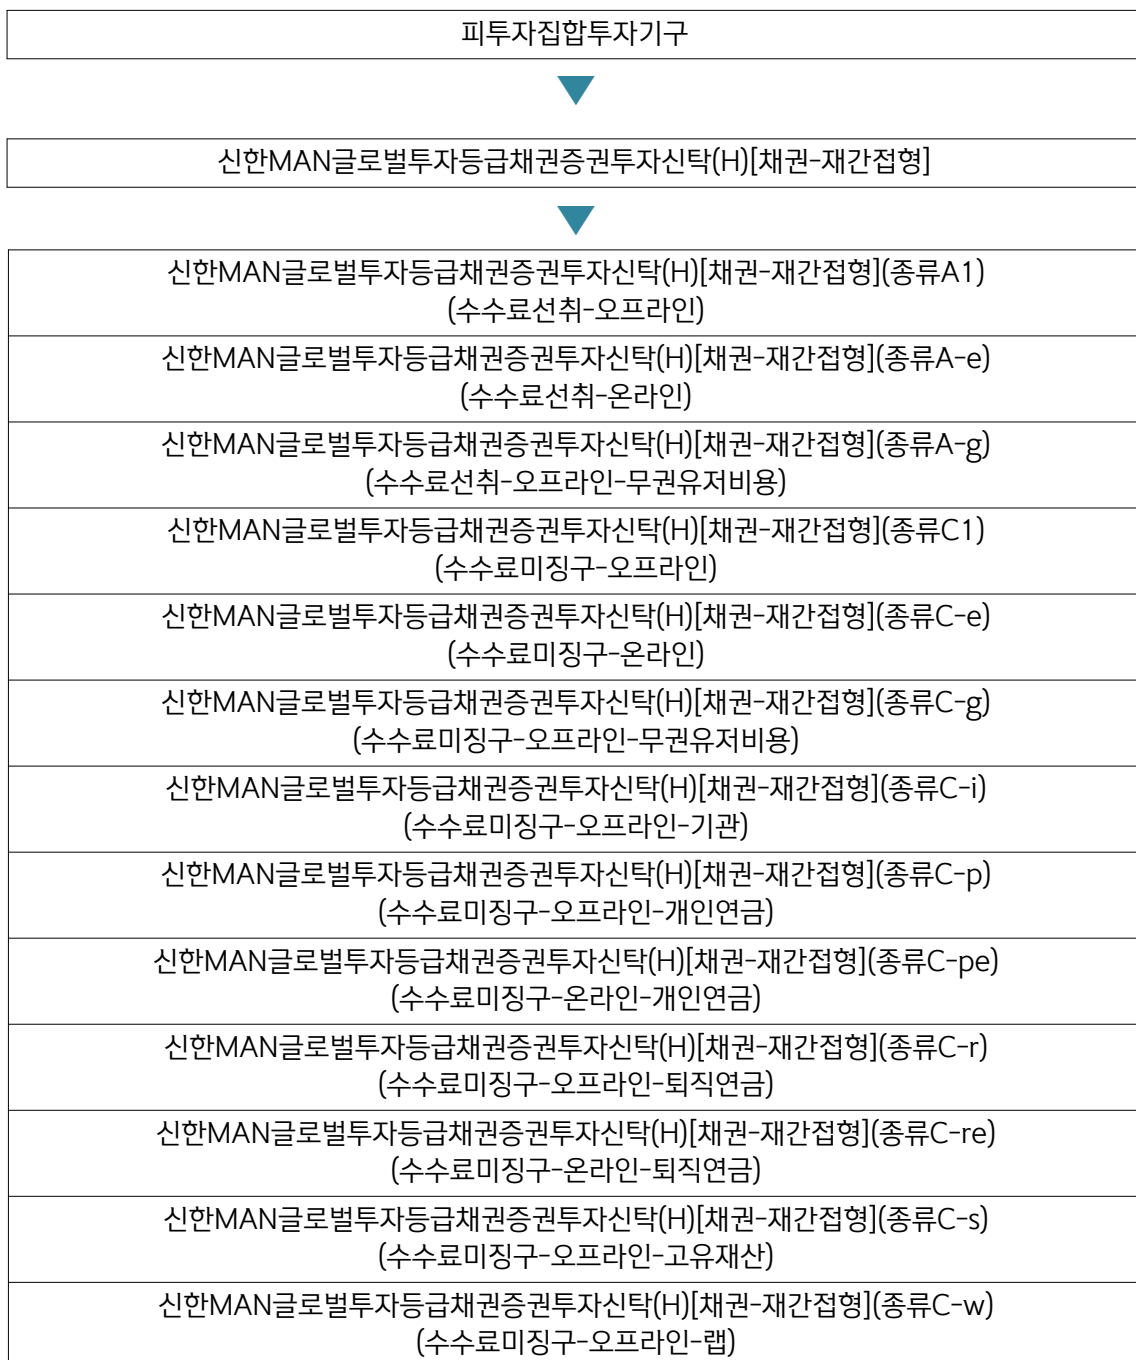 피투자집합투자기구
신한MAN글로벌투자등급채권증권투자신탁(H)[채권-재간접형]
신한MAN글로벌투자등급채권증권투자신탁(H)[채권-재간접형](종류A1)
(수수료선취-오프라인)
신한MAN글로벌투자등급채권증권투자신탁(H)[채권-재간접형](종류A-e)
(수수료선취-온라인)
신한MAN글로벌투자등급채권증권투자신탁(H)[채권-재간접형](종류A-g)
(수수료선취-오프라인-무권유저비용)
신한MAN글로벌투자등급채권증권투자신탁(H)[채권-재간접형](종류C1)
(수수료미징구-오프라인)
신한MAN글로벌투자등급채권증권투자신탁(H)[채권-재간접형](종류C-e)
(수수료미징구-온라인)
신한MAN글로벌투자등급채권증권투자신탁(H)[채권-재간접형](종류C-g)
(수수료미징구-오프라인-무권유저비용)
신한MAN글로벌투자등급채권증권투자신탁(H)[채권-재간접형](종류C-i)
(수수료미징구-오프라인-기관)
신한MAN글로벌투자등급채권증권투자신탁(H)[채권-재간접형](종류C-p)
(수수료미징구-오프라인-개인연금)
신한MAN글로벌투자등급채권증권투자신탁(H)[채권-재간접형](종류C-pe)
(수수료미징구-온라인-개인연금)
신한MAN글로벌투자등급채권증권투자신탁(H)[채권-재간접형](종류C-r)
(수수료미징구-오프라인-퇴직연금)
신한MAN글로벌투자등급채권증권투자신탁(H)[채권-재간접형](종류C-re)
(수수료미징구-온라인-퇴직연금)
신한MAN글로벌투자등급채권증권투자신탁(H)[채권-재간접형](종류C-s)
(수수료미징구-오프라인-고유재산)
신한MAN글로벌투자등급채권증권투자신탁(H)[채권-재간접형](종류C-w)
(수수료미징구-오프라인-랩)